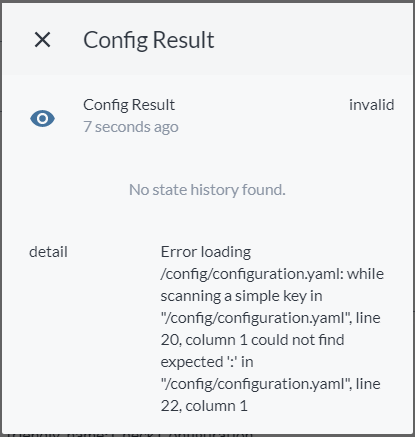 Config Result
Config Result invalid
7 seconds ago
No state history found.
detail Error loading
/config/configuration.yaml: while
scanning a simple key in
"/config/configuration.yaml", line
20, column 1 could not find
expected ':' in
"/config/configuration.yaml", line
22, column 1